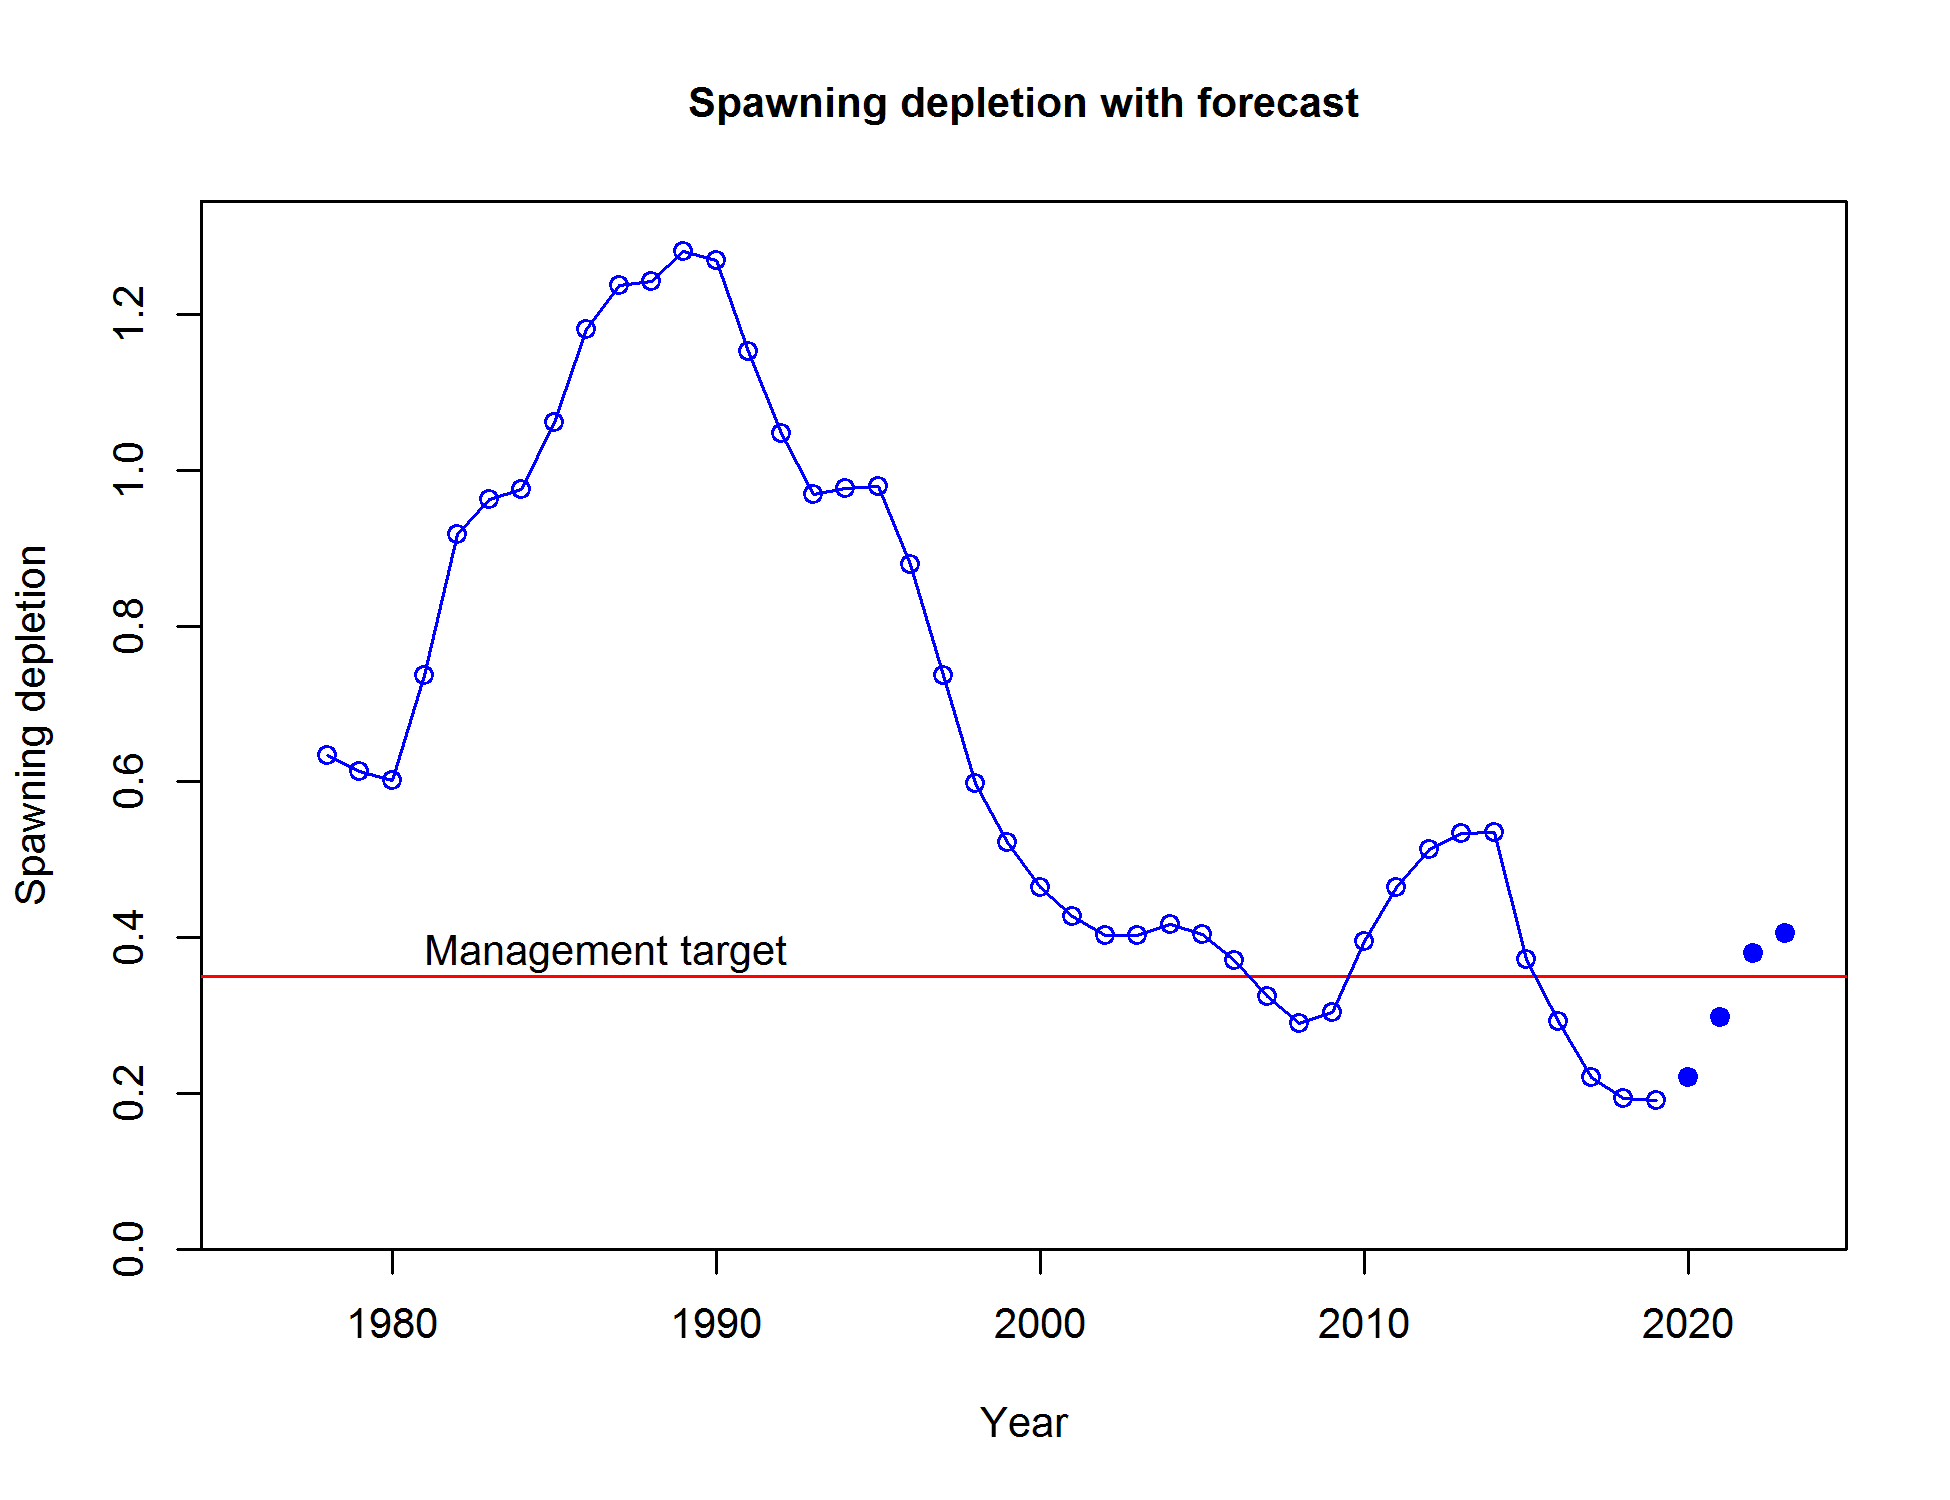 Spawning depletion with forecast
Spawning depletion
1.2
1.0
0.8
0.6
0.4
0.2
0.0
Management target
1980 1990 2000 2010 2020
Year